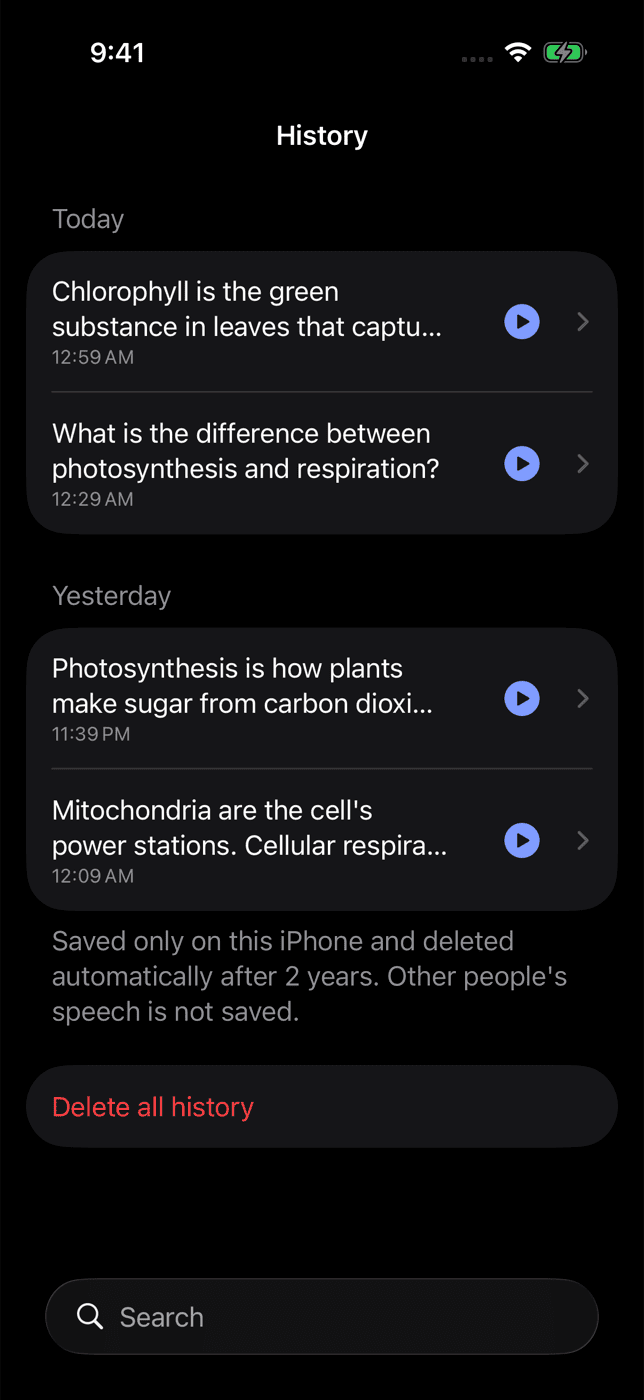 9:41
History
Today
Chlorophyll is the green
substance in leaves that captu...
12:59 AM
What is the difference between
photosynthesis and respiration?
12:29 AM
Yesterday
Photosynthesis is how plants
make sugar from carbon dioxi...
11:39 PM
Mitochondria are the cell's
power stations. Cellular respira...
12:09 AM
Saved only on this iPhone and deleted
automatically after 2 years. Other people's
speech is not saved.
Delete all history
Search